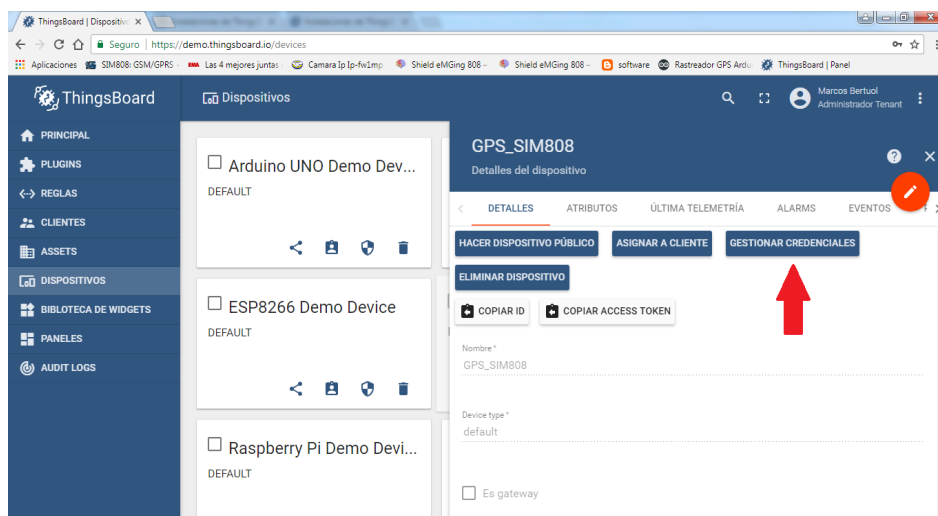 ThingsBoard | Dispositivo
Seguro | https://demo.thingsboard.io/devices
Aplicaciones SIM808: GSM/GPRS - Las 4 mejores juntas Camara Ip Ip-fw1mp Shield eMGing 808 – Shield eMGing 808 – software Rastreador GPS Ardu ThingsBoard | Panel
ThingsBoard
Dispositivos
Marcos Bertuol
Administrador Tenant
PRINCIPAL
PLUGINS
REGLAS
CLIENTES
ASSETS
DISPOSITIVOS
BIBLIOTECA DE WIDGETS
PANELES
AUDIT LOGS
Arduino UNO Demo Dev...
DEFAULT
ESP8266 Demo Device
DEFAULT
Raspberry Pi Demo Devi...
DEFAULT
GPS_SIM808
Detalles del dispositivo
DETALLES ATRIBUTOS ÚLTIMA TELEMETRÍA ALARMS EVENTOS
HACER DISPOSITIVO PÚBLICO ASIGNAR A CLIENTE GESTIONAR CREDENCIALES
ELIMINAR DISPOSITIVO
COPIAR ID COPIAR ACCESS TOKEN
Nombre *
GPS_SIM808
Device type *
default
Es gateway